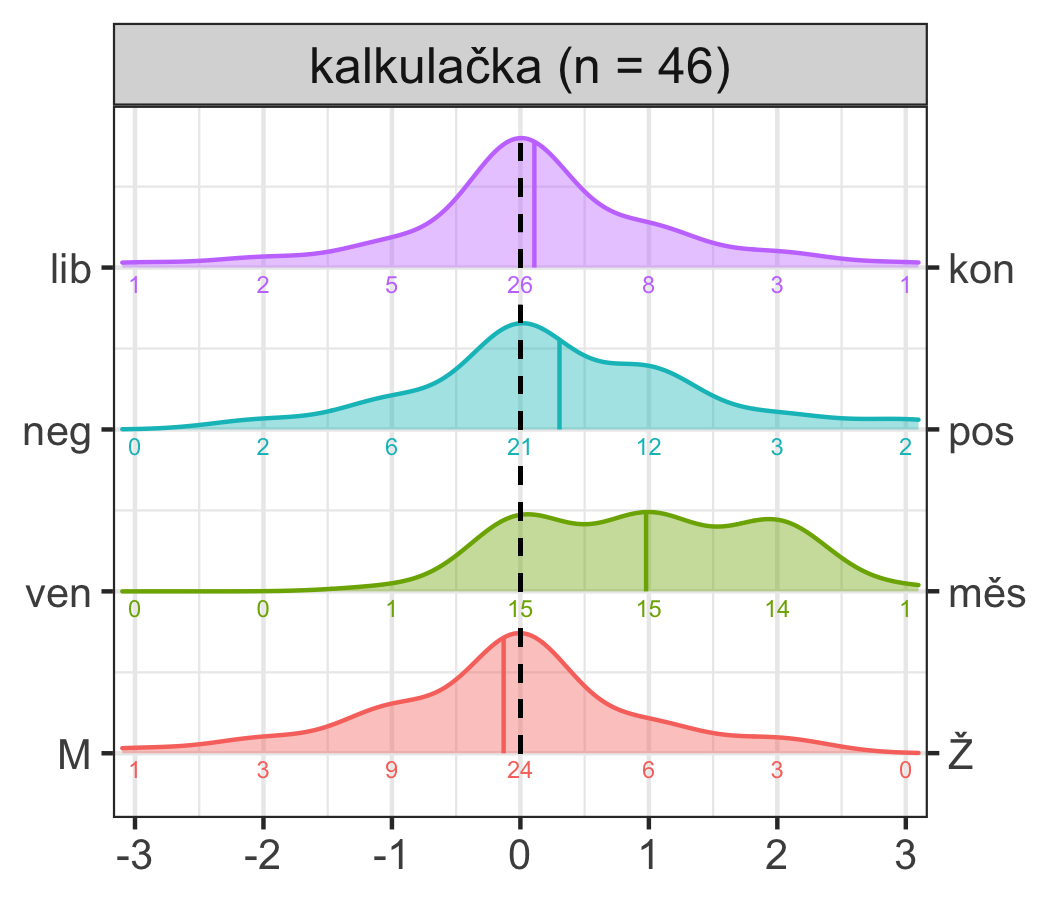 kalkulačka (n = 46)
lib kon
1 2 5 26 8 3 1
neg pos
0 2 6 21 12 3 2
ven měs
0 0 1 15 15 14 1
M Ž
1 3 9 24 6 3 0
-3 -2 -1 0 1 2 3